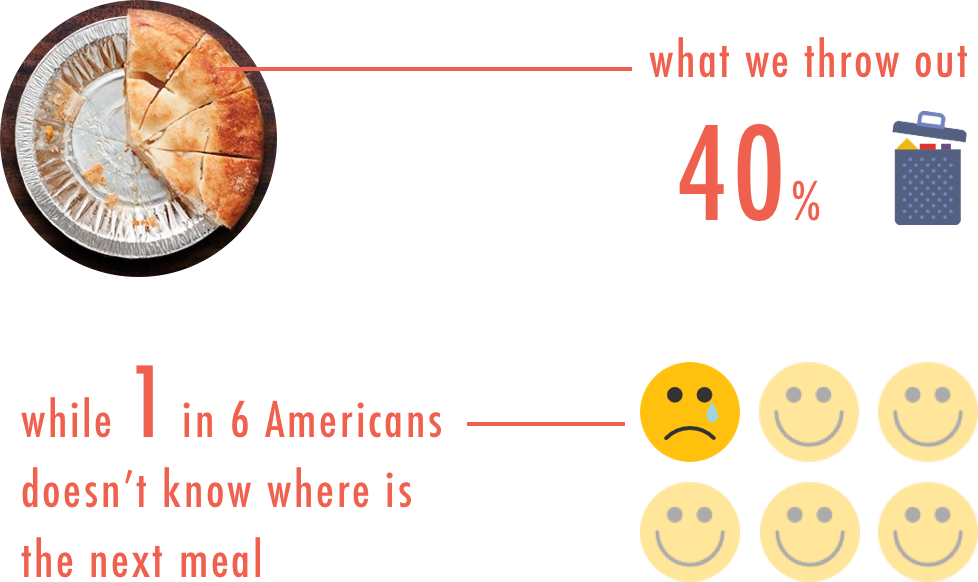 what we throw out
40%
while 1 in 6 Americans
doesn't know where is
the next meal